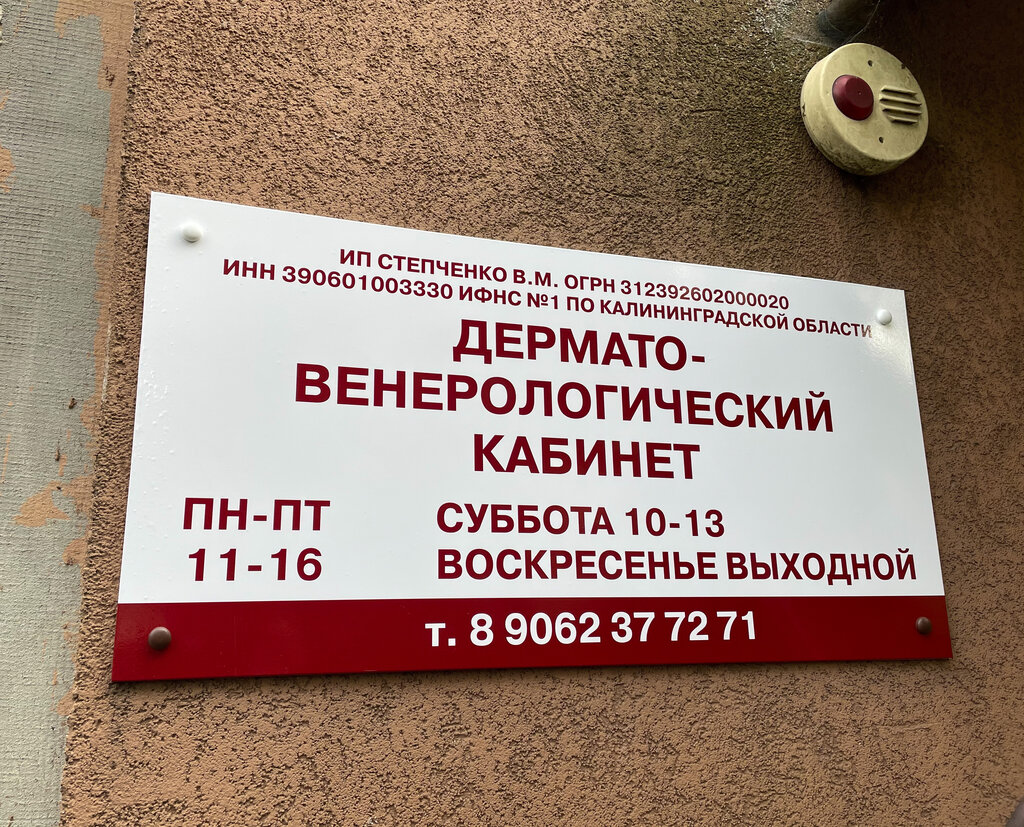 ИП СТЕПЧЕНКО В.М. ОГРН 312392602000020
ИНН 390601003330 ИФНС №1 ПО КАЛИНИНГРАДСКОЙ ОБЛАСТИ
ДЕРМАТО-
ВЕНЕРОЛОГИЧЕСКИЙ
КАБИНЕТ
ПН-ПТ
11-16
СУББОТА 10-13
ВОСКРЕСЕНЬЕ ВЫХОДНОЙ
т. 8 9062 37 72 71